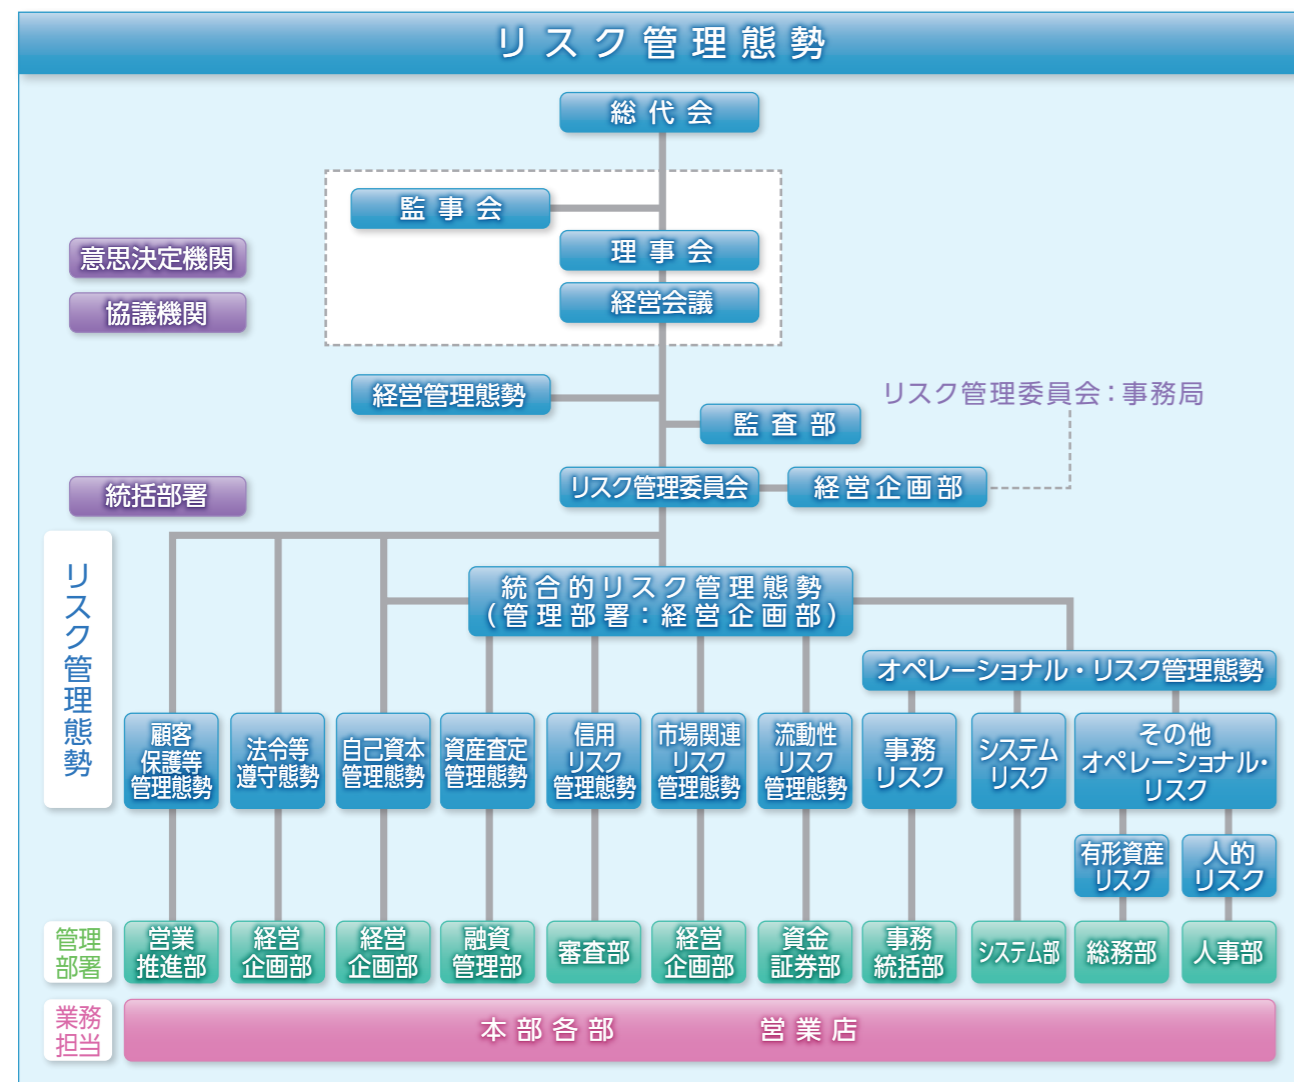 リスク管理態勢
総代会
監事会
理事会
意思決定機関
経営会議
協議機関
経営管理態勢
リスク管理委員会：事務局
監査部
統括部署
リスク管理委員会
経営企画部
リスク管理態勢
統合的リスク管理態勢
（管理部署：経営企画部）
オペレーショナル・リスク管理態勢
顧客
保護等
管理態勢
法令等
遵守態勢
自己資本
管理態勢
資産査定
管理態勢
信用
リスク
管理態勢
市場関連
リスク
管理態勢
流動性
リスク
管理態勢
事務
リスク
システム
リスク
その他
オペレーショナル・
リスク
有形資産
リスク
人的
リスク
管理
部署
営業
推進部
経営
企画部
経営
企画部
融資
管理部
審査部
経営
企画部
資金
証券部
事務
統括部
システム部
総務部
人事部
業務
担当
本部各部 営業店